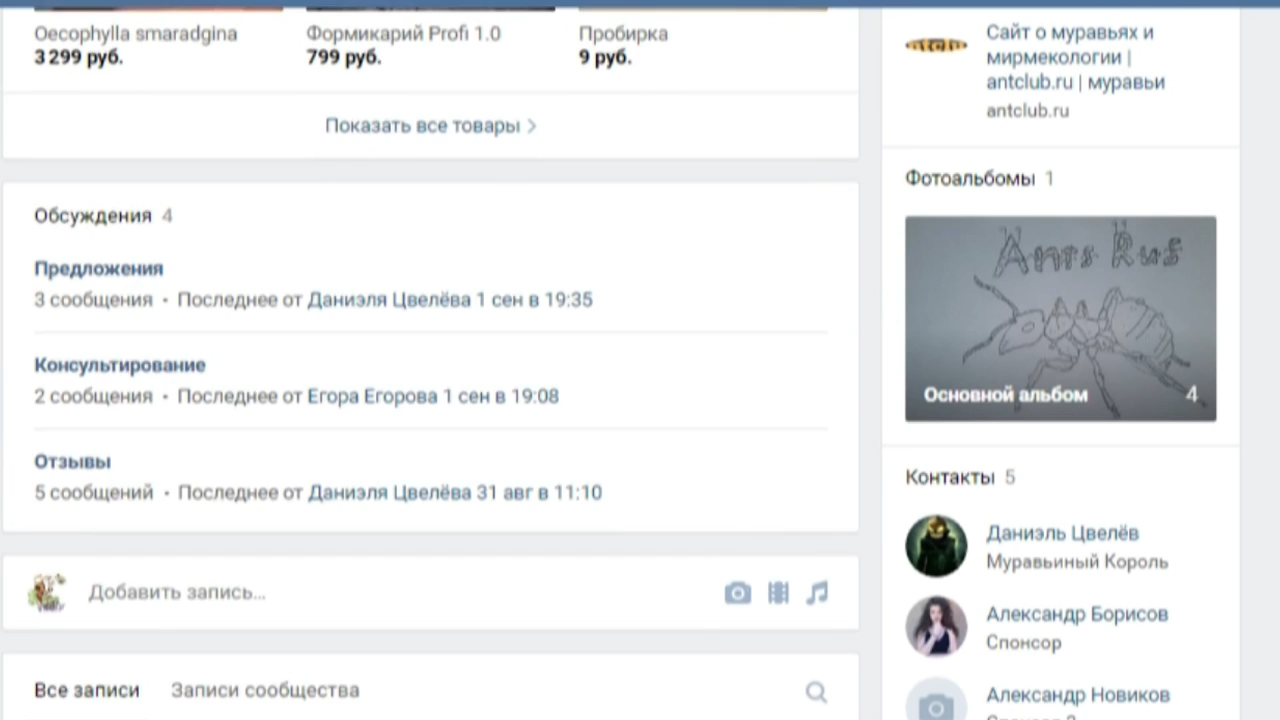 Oecophylla smaradgina
3 299 руб.
Формикарий Profi 1.0
799 руб.
Пробирка
9 руб.
Показать все товары
Обсуждения 4
Предложения
3 сообщения · Последнее от Даниэля Цвелёва 1 сен в 19:35
Консультирование
2 сообщения · Последнее от Егора Егорова 1 сен в 19:08
Отзывы
5 сообщений · Последнее от Даниэля Цвелёва 31 авг в 11:10
Добавить запись...
Все записи Записи сообщества
Сайт о муравьях и
мирмекологии |
antclub.ru | муравьи
antclub.ru
Фотоальбомы 1
Ants Rus
Основной альбом 4
Контакты 5
Даниэль Цвелёв
Муравьиный Король
Александр Борисов
Спонсор
Александр Новиков